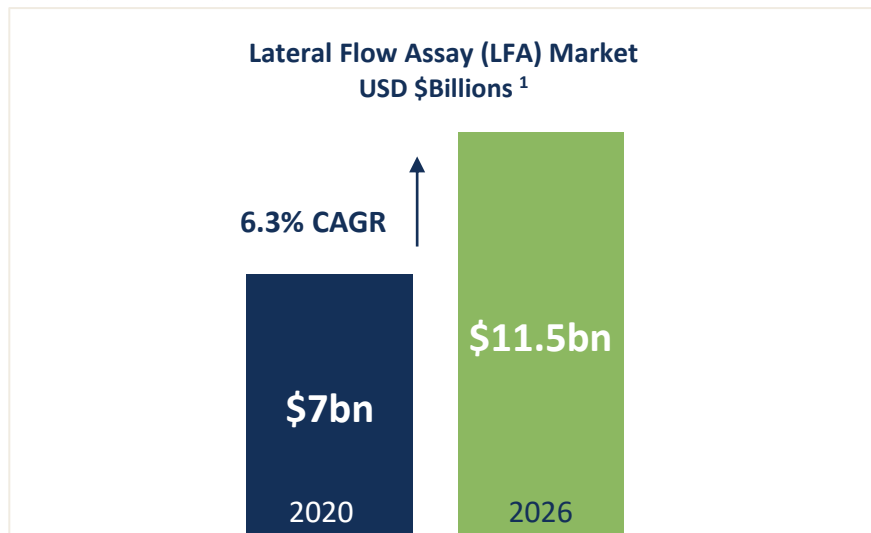 Lateral Flow Assay (LFA) Market
USD $Billions 1
6.3% CAGR
$11.5bn
$7bn
2020
2026